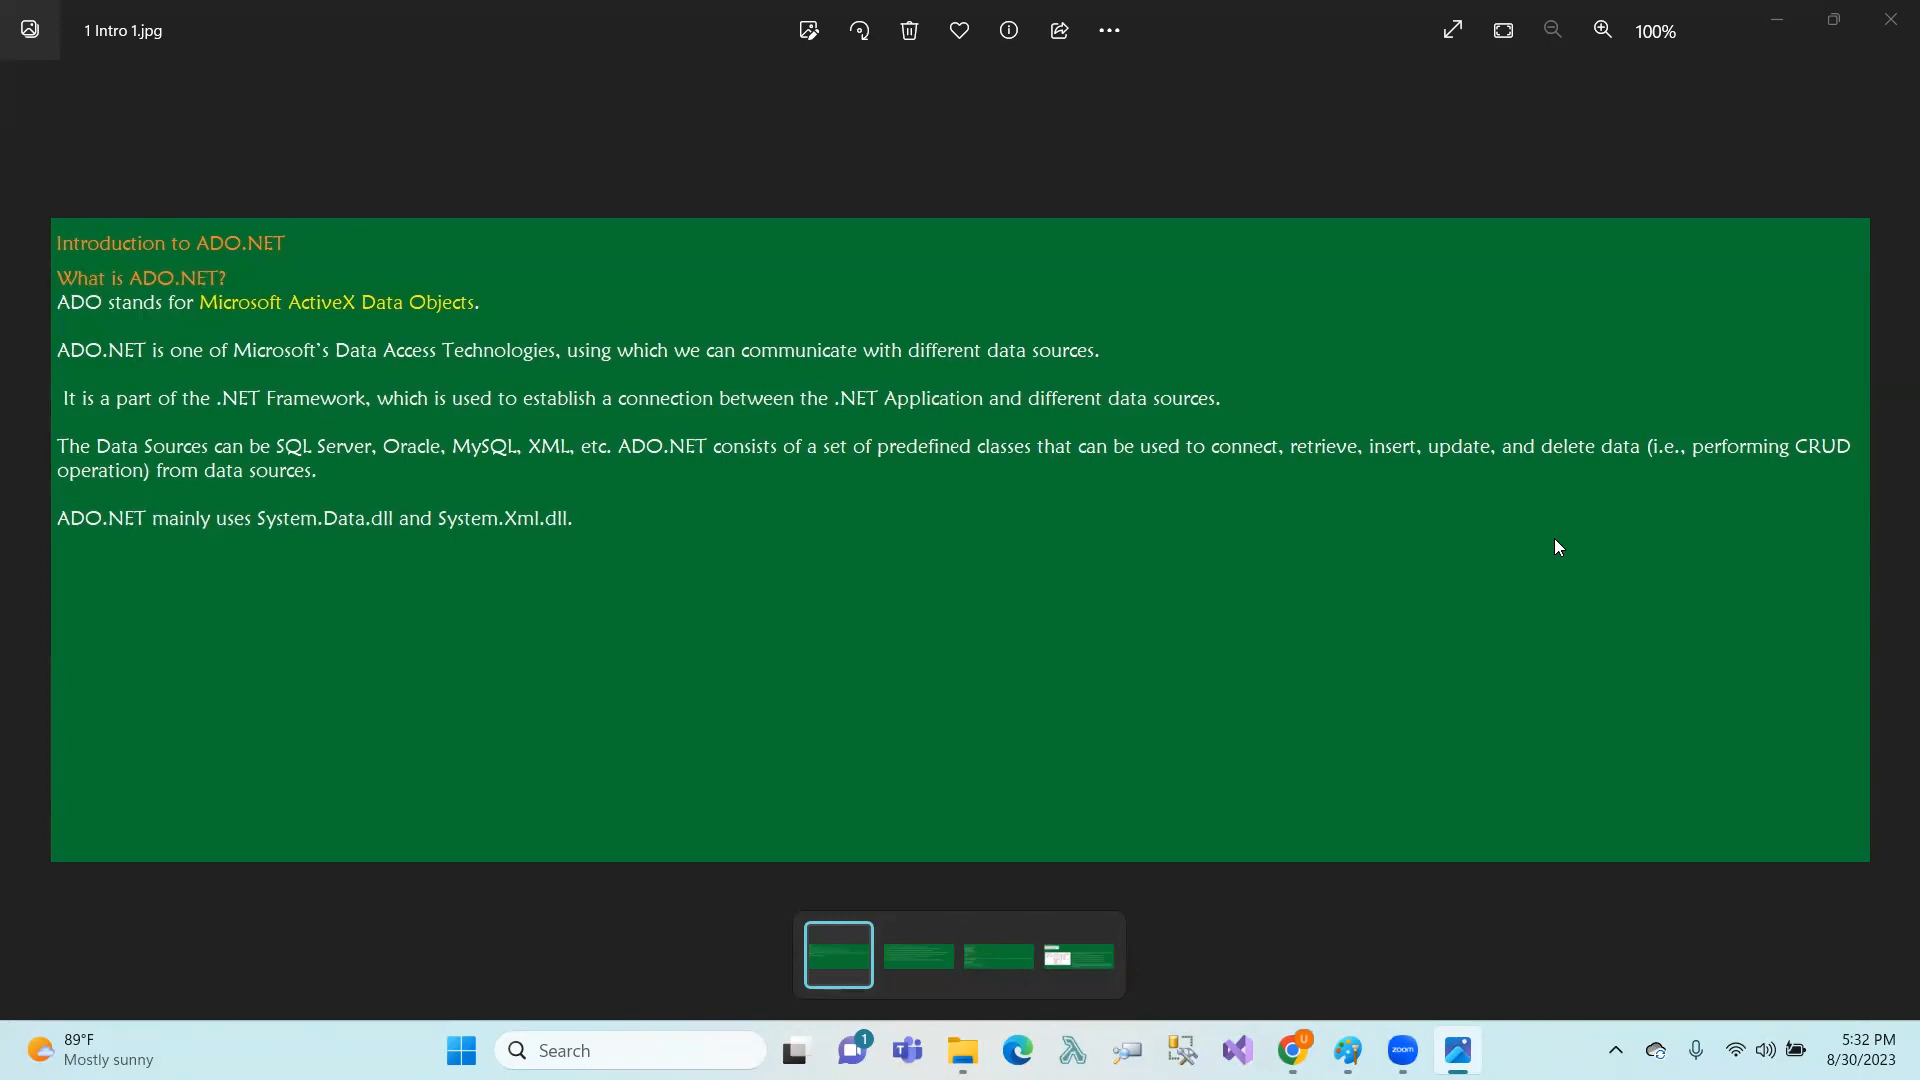 1 Intro 1.jpg
100%
Introduction to ADO.NET
What is ADO.NET?
ADO stands for Microsoft ActiveX Data Objects.
ADO.NET is one of Microsoft's Data Access Technologies, using which we can communicate with different data sources.
It is a part of the .NET Framework, which is used to establish a connection between the .NET Application and different data sources.
The Data Sources can be SQL Server, Oracle, MySQL, XML, etc. ADO.NET consists of a set of predefined classes that can be used to connect, retrieve, insert, update, and delete data (i.e., performing CRUD
operation) from data sources.
ADO.NET mainly uses System.Data.dll and System.Xml.dll.
89°F
Mostly sunny
Search
1
U
zoom
5:32 PM
8/30/2023